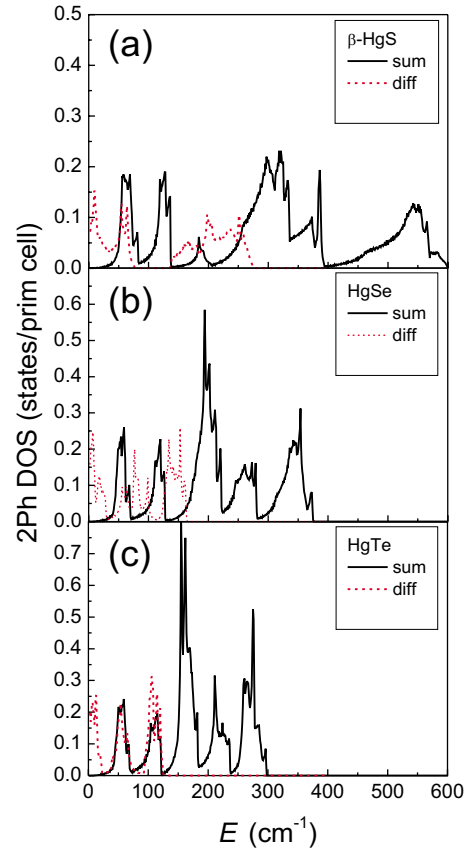 (a)
β-HgS
sum
diff
0.5
0.4
0.3
0.2
0.1
0.0
(b)
HgSe
sum
diff
0.6
0.5
0.4
0.3
0.2
0.1
0.0
(c)
HgTe
sum
diff
0.7
0.6
0.5
0.4
0.3
0.2
0.1
0.0
2Ph DOS (states/prim cell)
0 100 200 300 400 500 600
E (cm⁻¹)